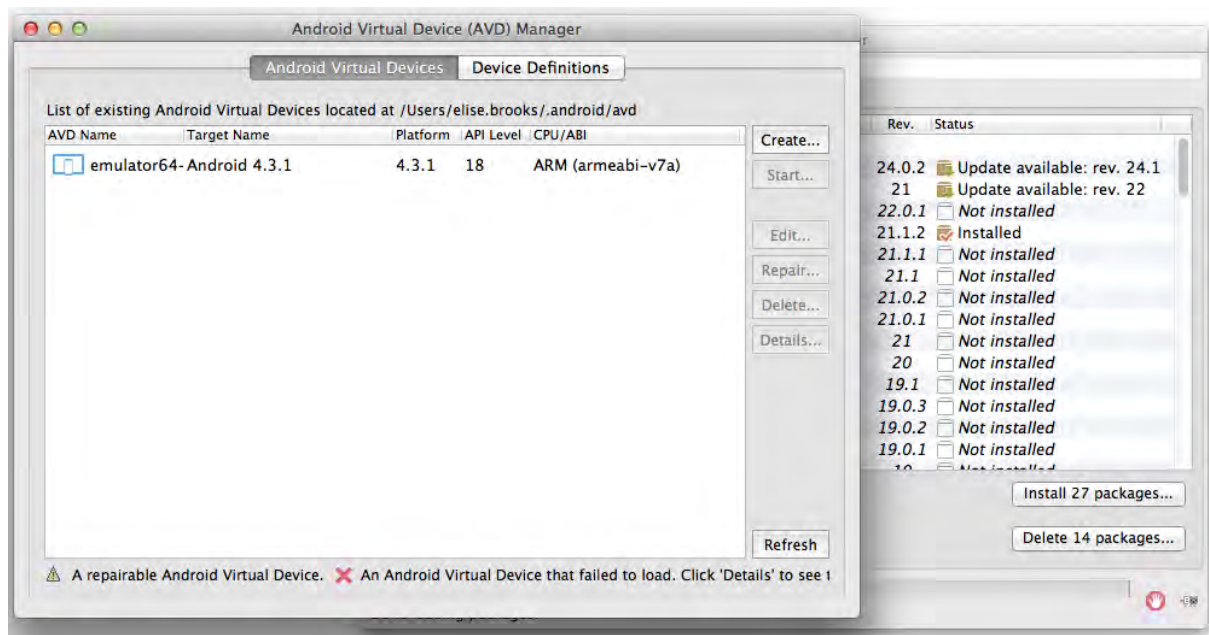 Android Virtual Device (AVD) Manager
Android Virtual Devices Device Definitions
List of existing Android Virtual Devices located at /Users/elise.brooks/.android/avd
AVD Name Target Name Platform API Level CPU/ABI
emulator64- Android 4.3.1 4.3.1 18 ARM (armeabi-v7a)
Create...
Start...
Edit...
Repair...
Delete...
Details...
Refresh
A repairable Android Virtual Device. An Android Virtual Device that failed to load. Click 'Details' to see t
r
Rev. Status
24.0.2 Update available: rev. 24.1
21 Update available: rev. 22
22.0.1 Not installed
21.1.2 Installed
21.1.1 Not installed
21.1 Not installed
21.0.2 Not installed
21.0.1 Not installed
21 Not installed
20 Not installed
19.1 Not installed
19.0.3 Not installed
19.0.2 Not installed
19.0.1 Not installed
19 Not installed
Install 27 packages...
Delete 14 packages...